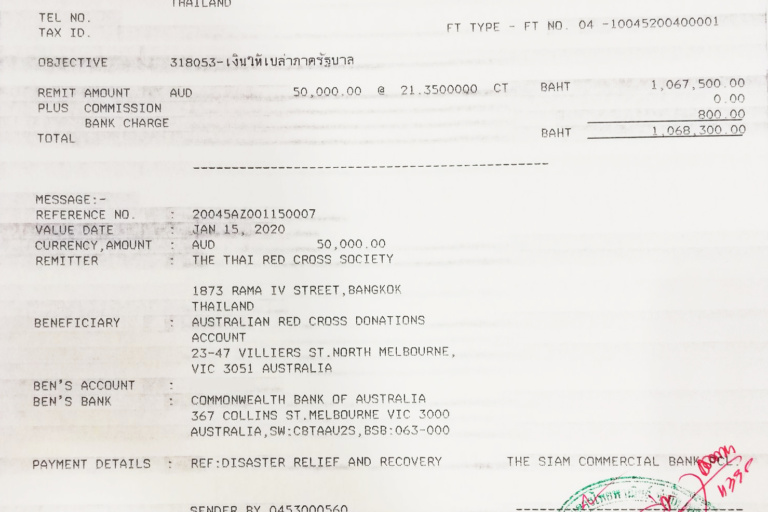 THAILAND
TEL NO.
TAX ID.
FT TYPE - FT NO. 04 -10045200400001
OBJECTIVE 318053-เงินให้เปล่าภาครัฐบาล
REMIT AMOUNT AUD 50,000.00 @ 21.3500000 CT BAHT 1,067,500.00
PLUS COMMISSION 0.00
BANK CHARGE 800.00
TOTAL BAHT 1,068,300.00
MESSAGE:-
REFERENCE NO. : 20045AZ001150007
VALUE DATE : JAN 15, 2020
CURRENCY,AMOUNT : AUD 50,000.00
REMITTER : THE THAI RED CROSS SOCIETY
1873 RAMA IV STREET,BANGKOK
THAILAND
BENEFICIARY : AUSTRALIAN RED CROSS DONATIONS
ACCOUNT
23-47 VILLIERS ST.NORTH MELBOURNE,
VIC 3051 AUSTRALIA
BEN'S ACCOUNT :
BEN'S BANK : COMMONWEALTH BANK OF AUSTRALIA
367 COLLINS ST.MELBOURNE VIC 3000
AUSTRALIA,SW:CBTAAU2S,BSB:063-000
PAYMENT DETAILS : REF:DISASTER RELIEF AND RECOVERY THE SIAM COMMERCIAL BANK PCL.
SENDER BY 0453000560